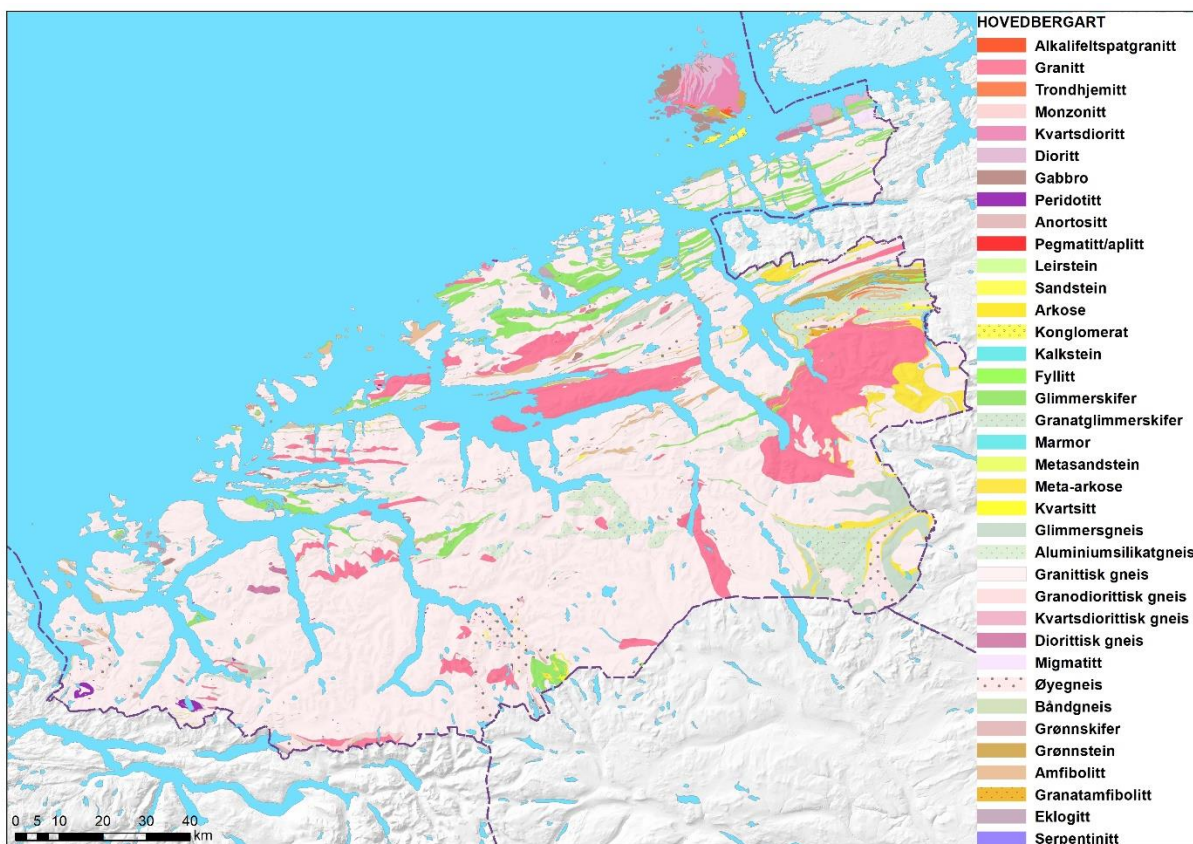 HOVEDBERGART
Alkalifeltspatgranitt
Granitt
Trondhjemitt
Monzonitt
Kvartsdioritt
Dioritt
Gabbro
Peridotitt
Anortositt
Pegmatitt/aplitt
Leirstein
Sandstein
Arkose
Konglomerat
Kalkstein
Fyllitt
Glimmerskifer
Granatglimmerskifer
Marmor
Metasandstein
Meta-arkose
Kvartsitt
Glimmersgneis
Aluminiumsilikatgneis
Granittisk gneis
Granodiorittisk gneis
Kvartsdiorittisk gneis
Diorittisk gneis
Migmatitt
Øyegneis
Båndgneis
Grønnskifer
Grønnstein
Amfibolitt
Granatamfibolitt
Eklogitt
Serpentinitt
0 5 10 20 30 40
km